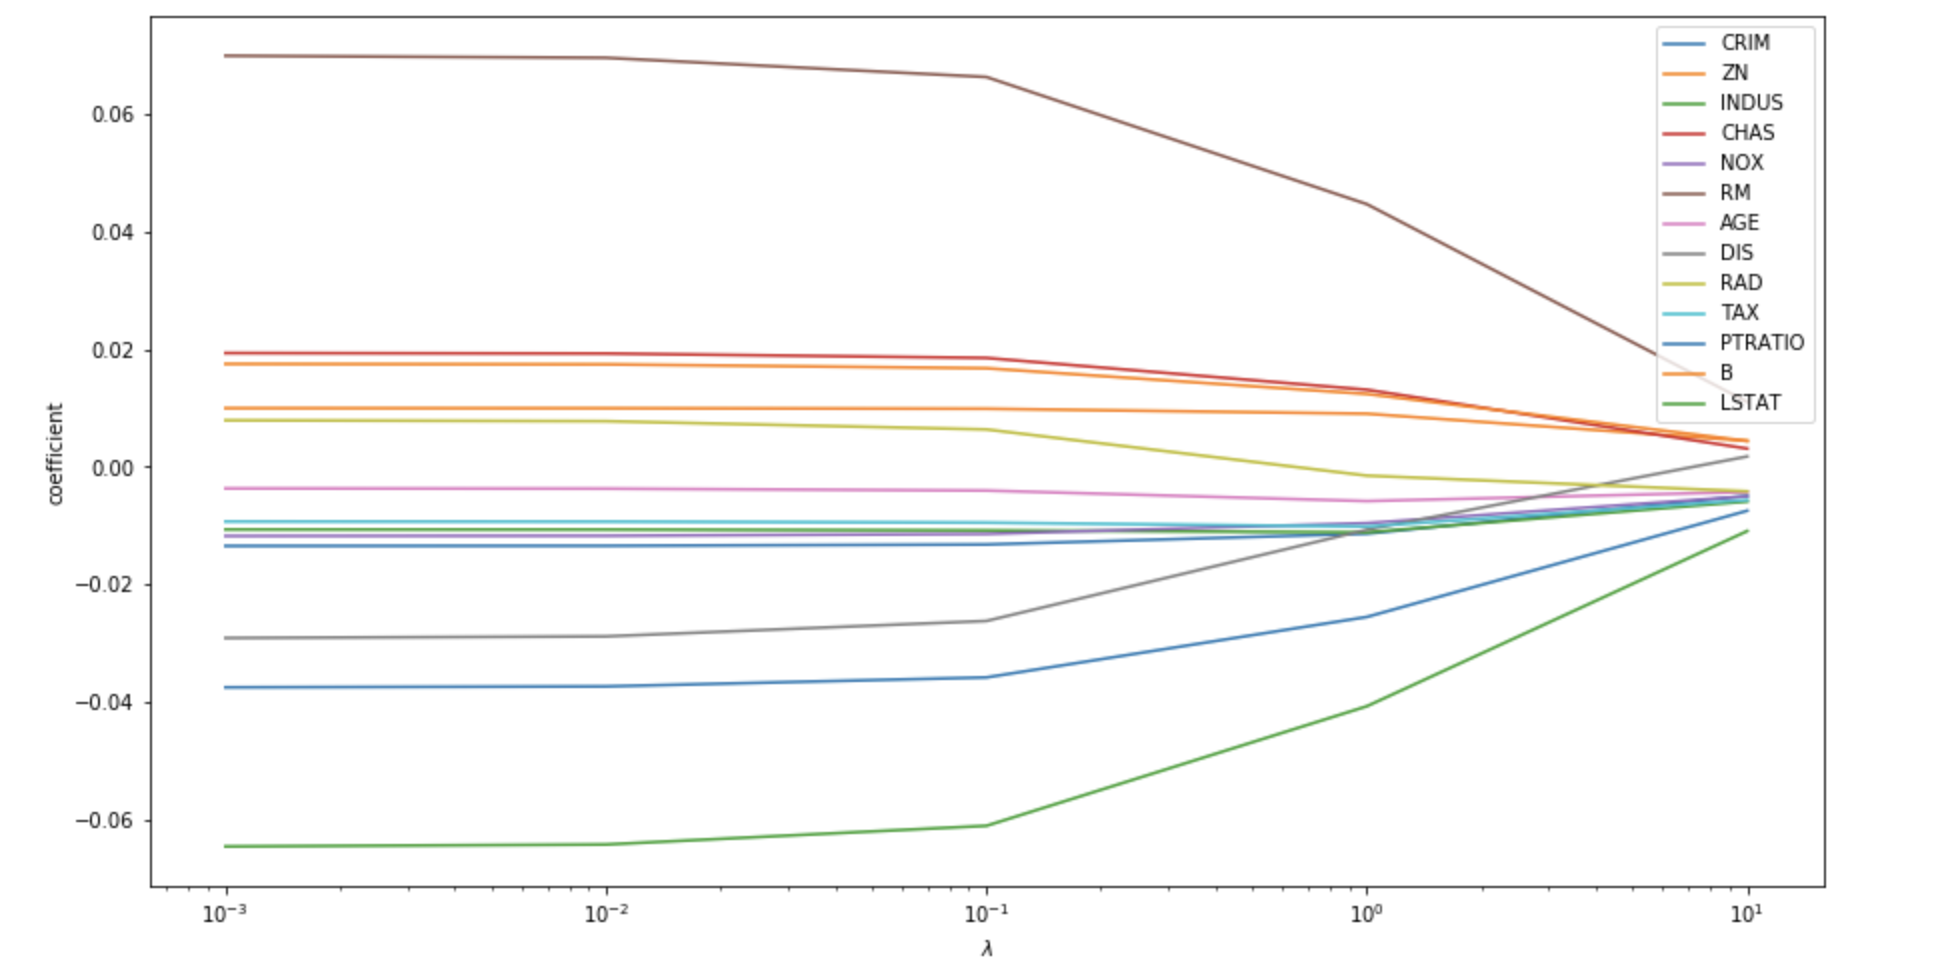 0.06
0.04
0.02
0.00
−0.02
−0.04
−0.06
coefficient
10⁻³
10⁻²
10⁻¹
10⁰
10¹
λ
CRIM
ZN
INDUS
CHAS
NOX
RM
AGE
DIS
RAD
TAX
PTRATIO
B
LSTAT